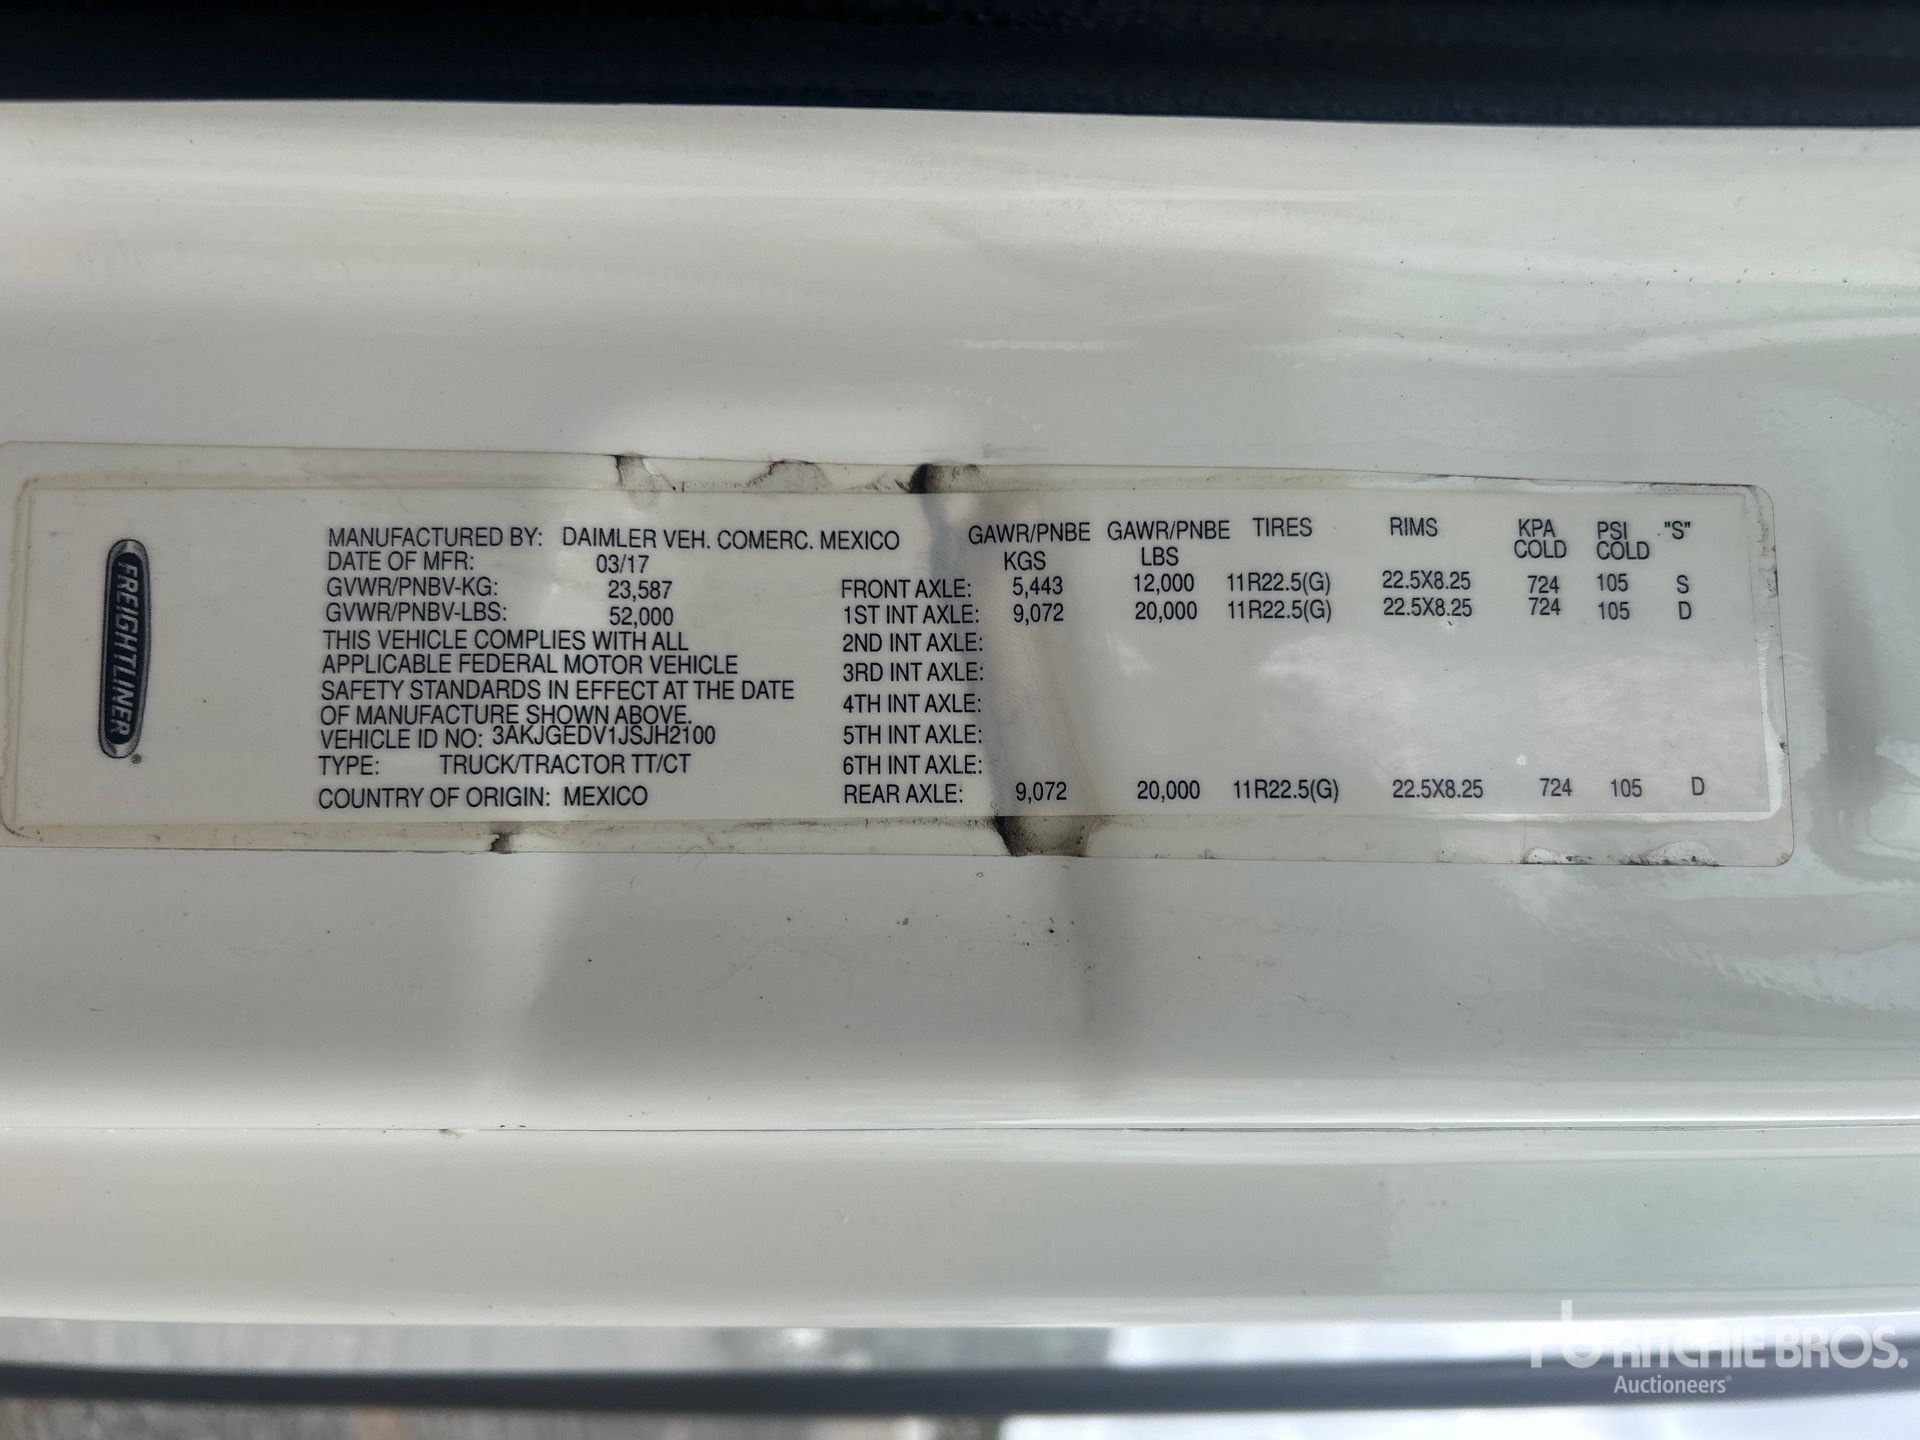 FREIGHTLINER®
MANUFACTURED BY: DAIMLER VEH. COMERC. MEXICO
DATE OF MFR: 03/17
GVWR/PNBV-KG: 23,587
GVWR/PNBV-LBS: 52,000
THIS VEHICLE COMPLIES WITH ALL
APPLICABLE FEDERAL MOTOR VEHICLE
SAFETY STANDARDS IN EFFECT AT THE DATE
OF MANUFACTURE SHOWN ABOVE.
VEHICLE ID NO: 3AKJGEDV1JSJH2100
TYPE: TRUCK/TRACTOR TT/CT
COUNTRY OF ORIGIN: MEXICO
GAWR/PNBE GAWR/PNBE TIRES RIMS KPA PSI "S"
KGS LBS COLD COLD
FRONT AXLE: 5,443 12,000 11R22.5(G) 22.5X8.25 724 105 S
1ST INT AXLE: 9,072 20,000 11R22.5(G) 22.5X8.25 724 105 D
2ND INT AXLE:
3RD INT AXLE:
4TH INT AXLE:
5TH INT AXLE:
6TH INT AXLE:
REAR AXLE: 9,072 20,000 11R22.5(G) 22.5X8.25 724 105 D
RITCHIE BROS.
Auctioneers®